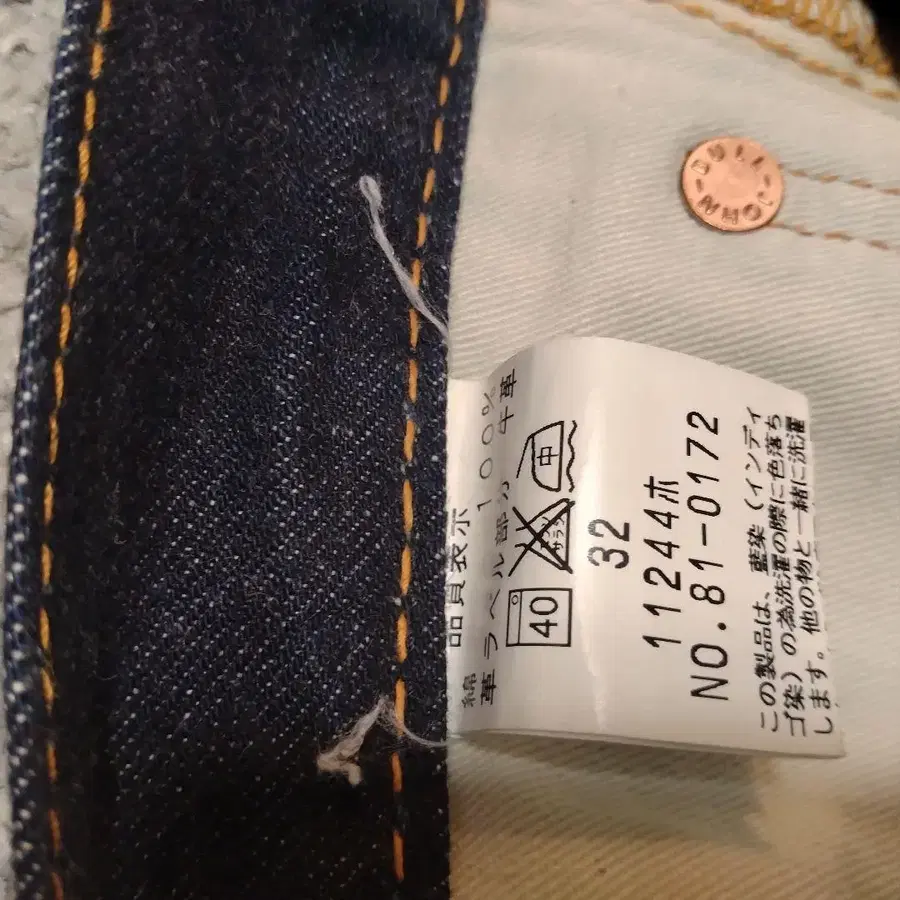 JOHN BULL
品質表示
綿 100%
革ラベル部分 牛革
40
中
32
11244ホ
NO.81-0172
この製品は、藍染(インディ
ゴ染)の為洗濯の際に色落ち
します。他の物と一緒に洗濯